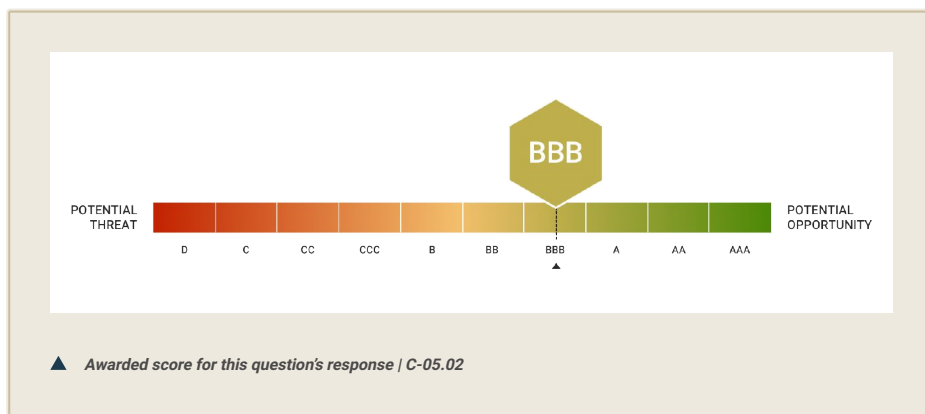 BBB
POTENTIAL
THREAT
POTENTIAL
OPPORTUNITY
D C CC CCC B BB BBB A AA AAA
Awarded score for this question's response | C-05.02